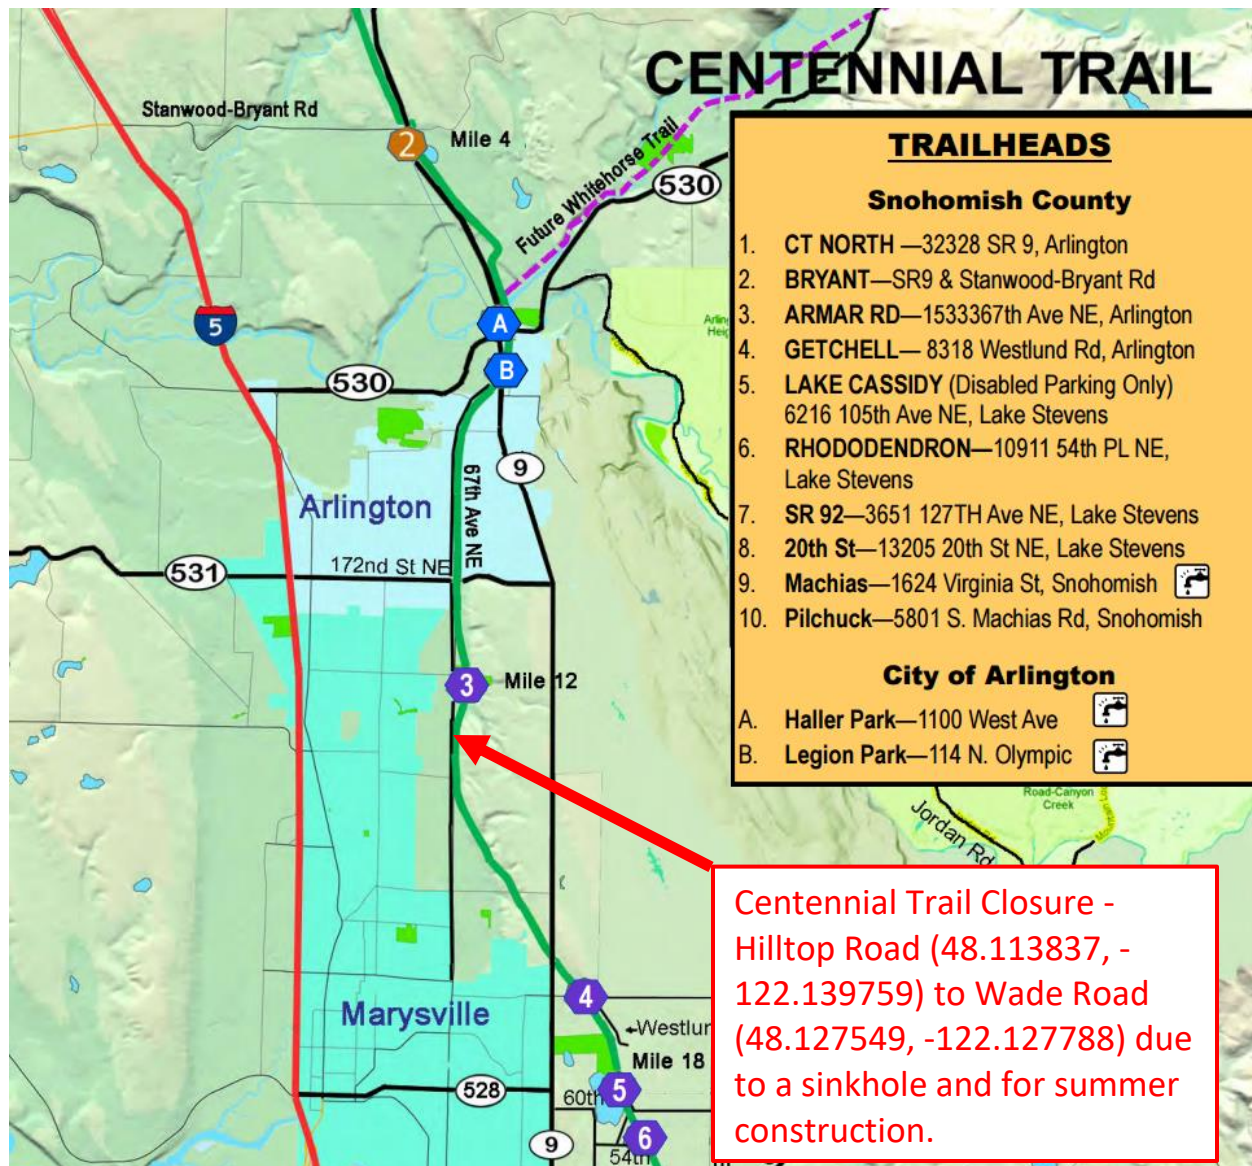 CENTENNIAL TRAIL
Stanwood-Bryant Rd
2
Mile 4
Future Whitehorse Trail
530
A
B
5
530
9
67th Ave NE
Arlington
531
172nd St NE
3
Mile 12
Marysville
4
Mile 18
528
60th
5
6
9
54th
Jordan Rd
Road-Canyon
Creek
TRAILHEADS
Snohomish County
1. CT NORTH —32328 SR 9, Arlington
2. BRYANT—SR9 & Stanwood-Bryant Rd
3. ARMAR RD—1533367th Ave NE, Arlington
4. GETCHELL— 8318 Westlund Rd, Arlington
5. LAKE CASSIDY (Disabled Parking Only)
6216 105th Ave NE, Lake Stevens
6. RHODODENDRON—10911 54th PL NE,
Lake Stevens
7. SR 92—3651 127TH Ave NE, Lake Stevens
8. 20th St—13205 20th St NE, Lake Stevens
9. Machias—1624 Virginia St, Snohomish
10. Pilchuck—5801 S. Machias Rd, Snohomish
City of Arlington
A. Haller Park—1100 West Ave
B. Legion Park—114 N. Olympic
Centennial Trail Closure -
Hilltop Road (48.113837, -
122.139759) to Wade Road
(48.127549, -122.127788) due
to a sinkhole and for summer
construction.